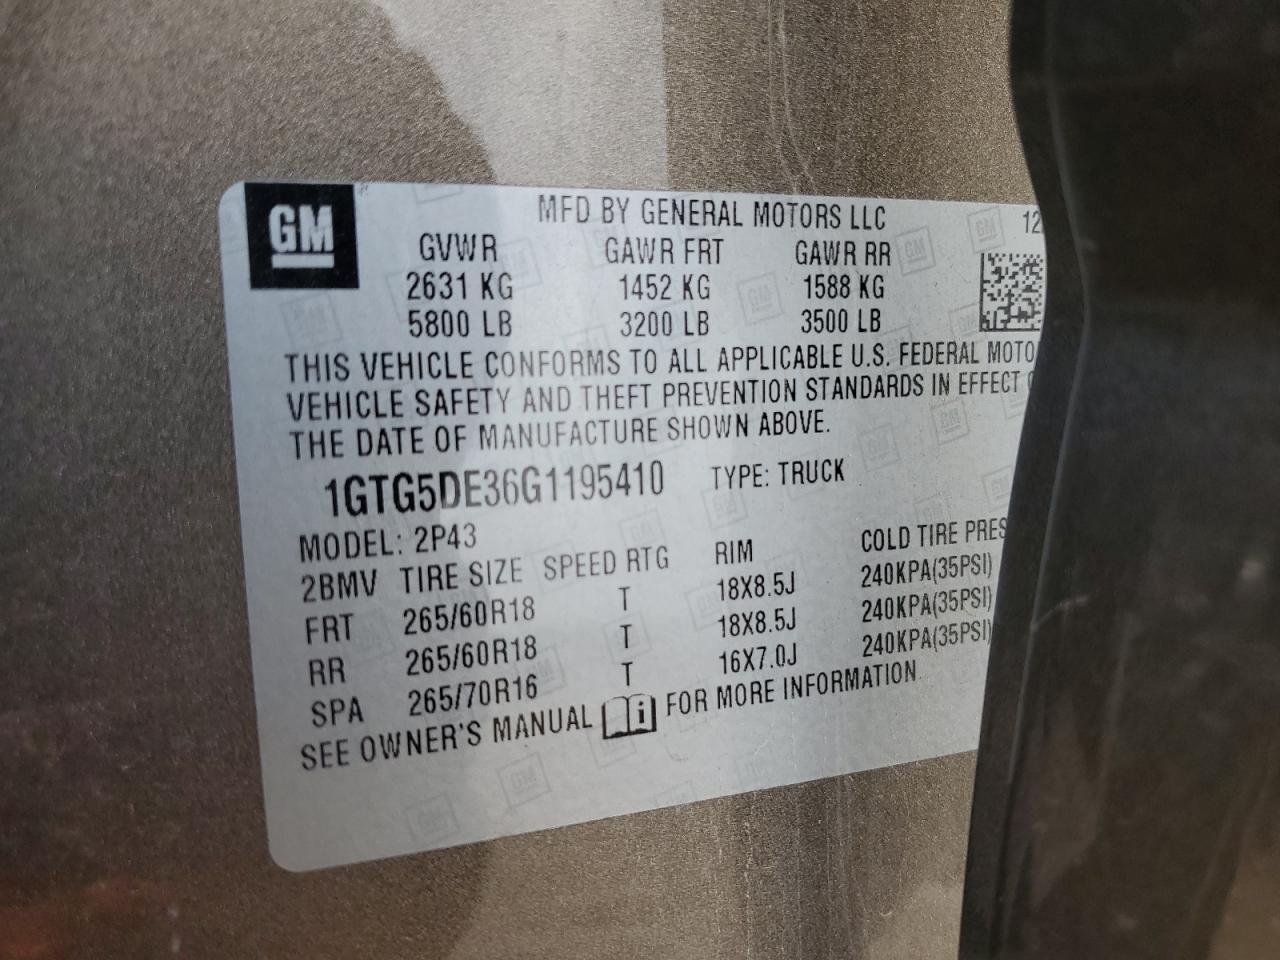 GM
MFD BY GENERAL MOTORS LLC 12
GVWR GAWR FRT GAWR RR
2631 KG 1452 KG 1588 KG
5800 LB 3200 LB 3500 LB
THIS VEHICLE CONFORMS TO ALL APPLICABLE U.S. FEDERAL MOTO
VEHICLE SAFETY AND THEFT PREVENTION STANDARDS IN EFFECT
THE DATE OF MANUFACTURE SHOWN ABOVE.
1GTG5DE36G1195410 TYPE: TRUCK
MODEL: 2P43
2BMV TIRE SIZE SPEED RTG RIM COLD TIRE PRES
FRT 265/60R18 T 18X8.5J 240KPA(35PSI)
RR 265/60R18 T 18X8.5J 240KPA(35PSI)
SPA 265/70R16 T 16X7.0J 240KPA(35PSI)
SEE OWNER'S MANUAL FOR MORE INFORMATION